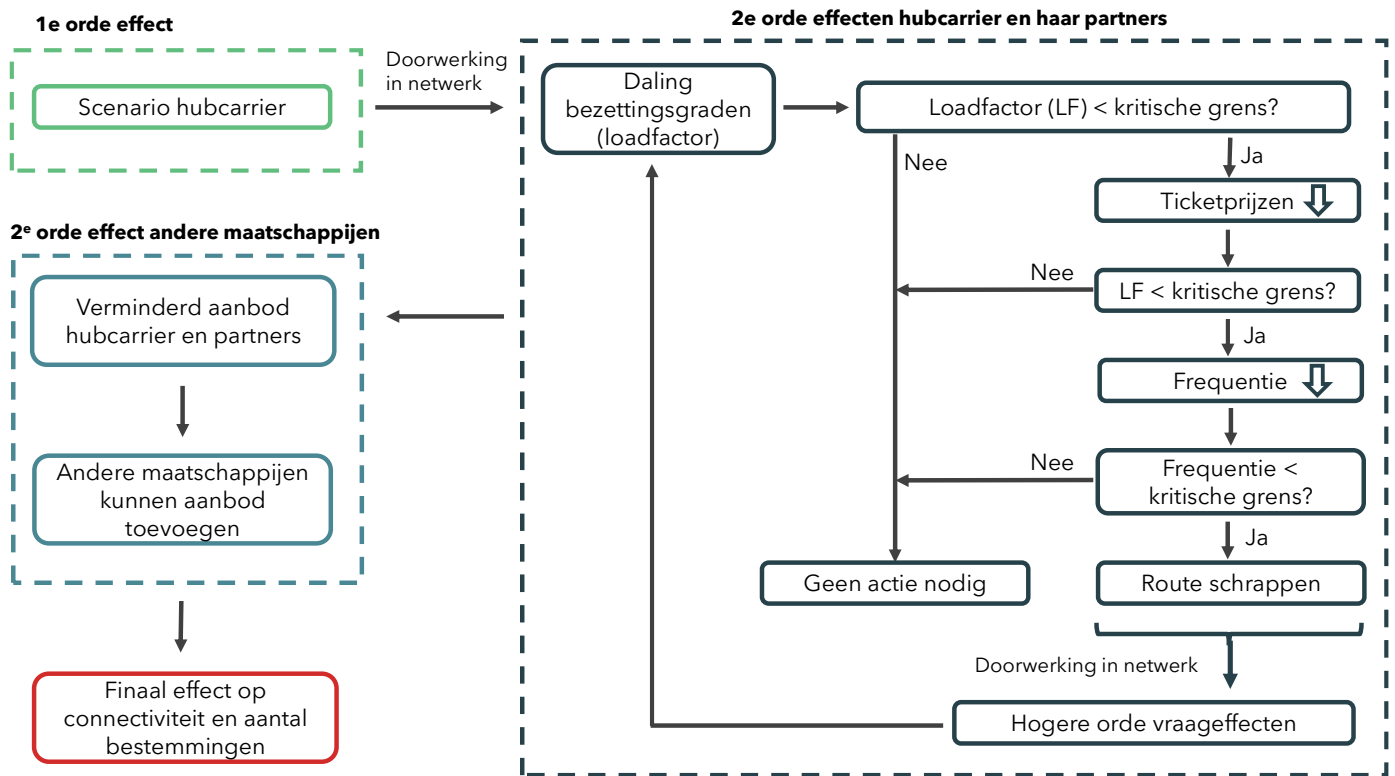 1e orde effect
Scenario hubcarrier
Doorwerking
in netwerk
2e orde effecten hubcarrier en haar partners
Daling
bezettingsgraden
(loadfactor)
Loadfactor (LF) < kritische grens?
Nee
Ja
Ticketprijzen
Nee
LF < kritische grens?
Ja
Frequentie
Nee
Frequentie <
kritische grens?
Ja
Geen actie nodig
Route schrappen
Doorwerking in netwerk
Hogere orde vraageffecten
2e orde effect andere maatschappijen
Verminderd aanbod
hubcarrier en partners
Andere maatschappijen
kunnen aanbod
toevoegen
Finaal effect op
connectiviteit en aantal
bestemmingen